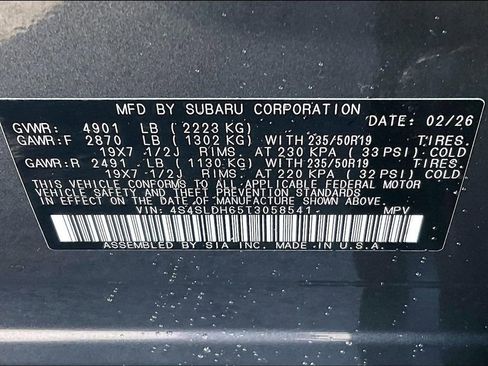 MFD BY SUBARU CORPORATION DATE: 02/26
GVWR: 4901 LB (2223 KG)
GAWR:F 2870 LB (1302 KG) WITH 235/50R19 TIRES.
19X7 1/2J RIMS. AT 230 KPA (33 PSI) COLD
GAWR:R 2491 LB (1130 KG) WITH 235/50R19 TIRES.
19X7 1/2J RIMS. AT 220 KPA (32 PSI) COLD
THIS VEHICLE CONFORMS TO ALL APPLICABLE FEDERAL MOTOR
VEHICLE SAFETY, BUMPER, AND THEFT PREVENTION STANDARDS
IN EFFECT ON THE DATE OF MANUFACTURE SHOWN ABOVE.
VIN: 4S4SLDH65T3058541 MPV
ASSEMBLED BY SIA INC. MADE IN U.S.A.